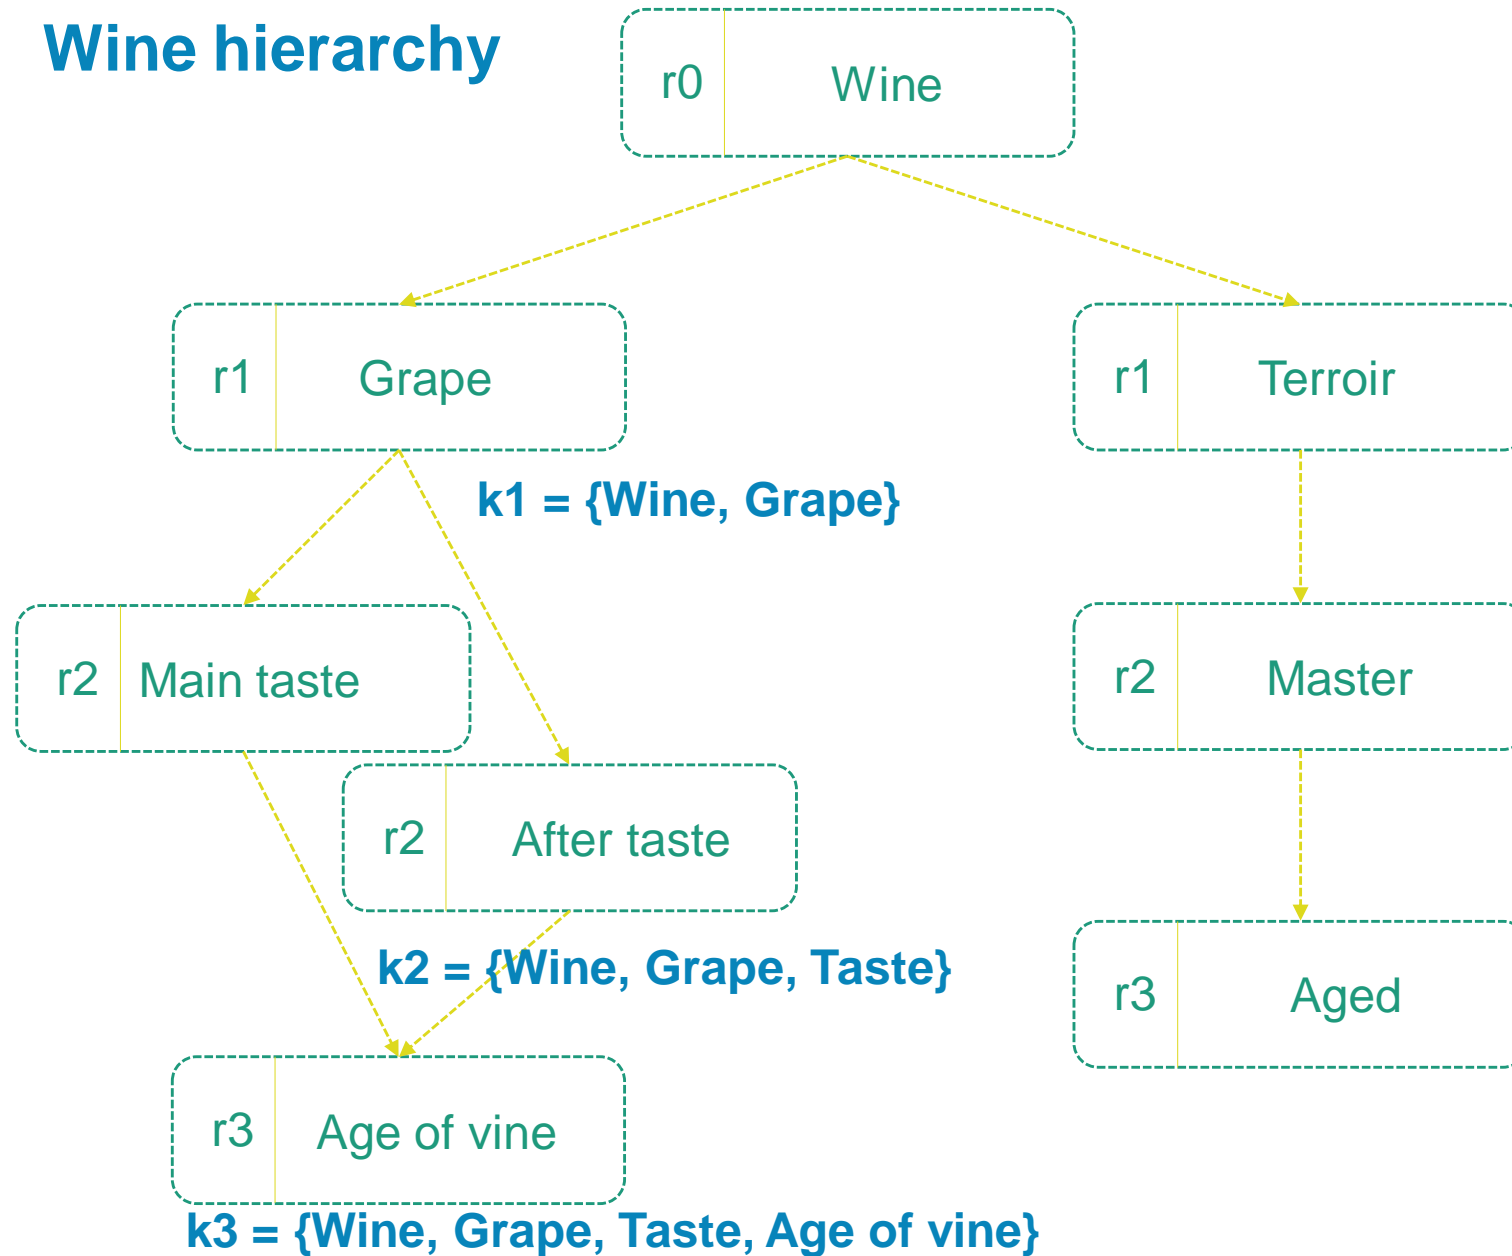 Wine hierarchy
r0 Wine
r1 Grape
r1 Terroir
k1 = {Wine, Grape}
r2 Main taste
r2 Master
r2 After taste
k2 = {Wine, Grape, Taste}
r3 Aged
r3 Age of vine
k3 = {Wine, Grape, Taste, Age of vine}